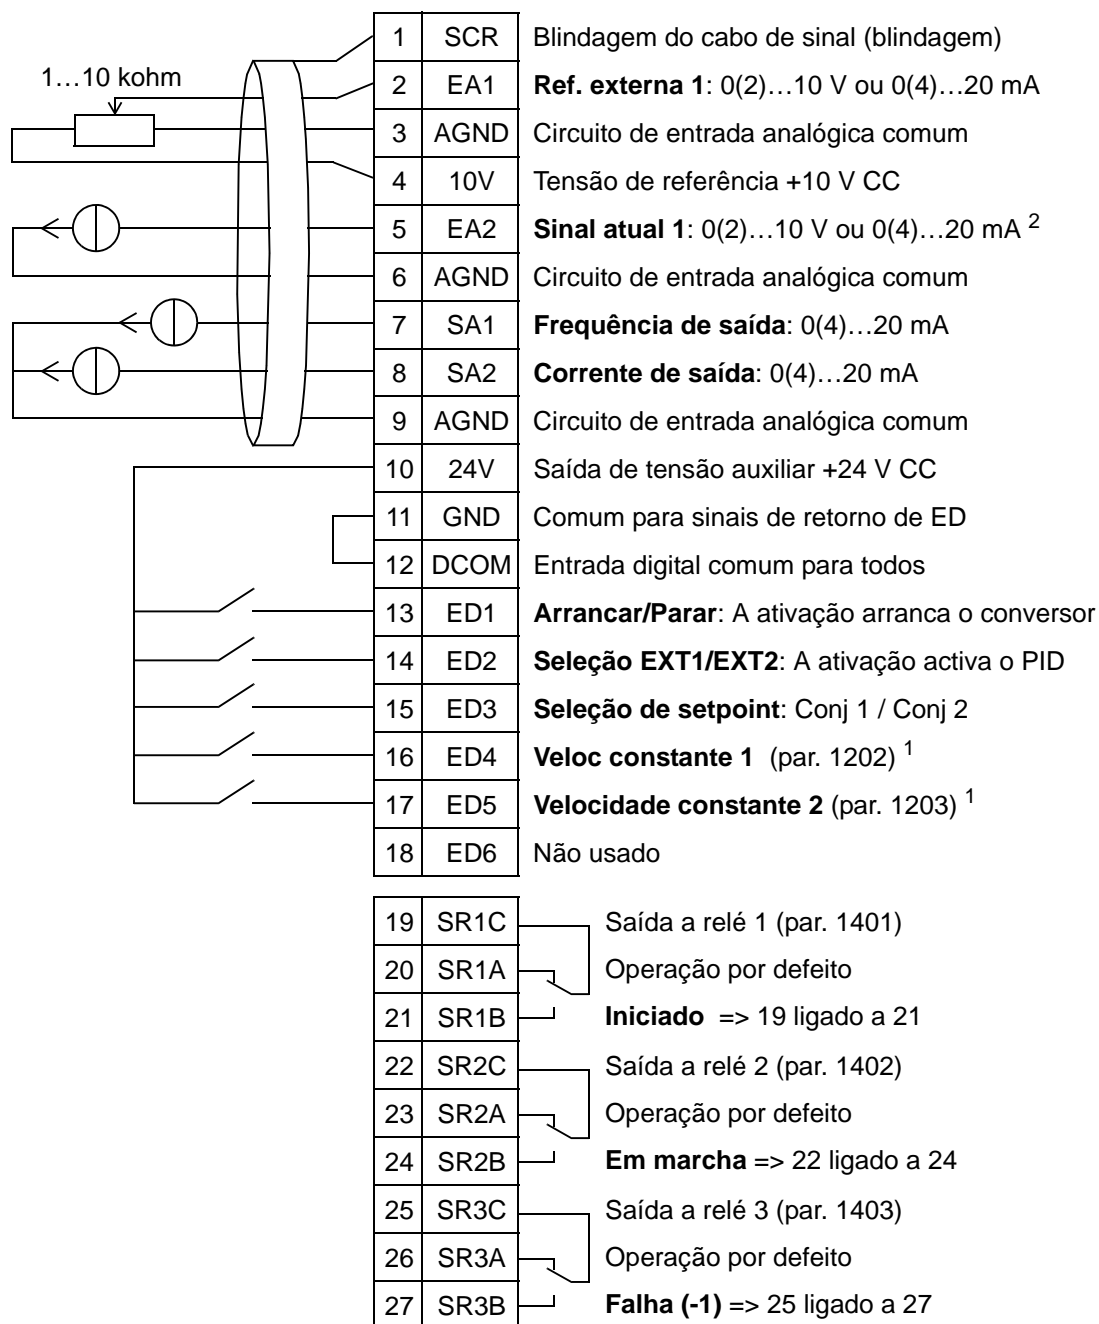 1…10 kohm
1 SCR Blindagem do cabo de sinal (blindagem)
2 EA1 Ref. externa 1: 0(2)…10 V ou 0(4)…20 mA
3 AGND Circuito de entrada analógica comum
4 10V Tensão de referência +10 V CC
5 EA2 Sinal atual 1: 0(2)…10 V ou 0(4)…20 mA 2
6 AGND Circuito de entrada analógica comum
7 SA1 Frequência de saída: 0(4)…20 mA
8 SA2 Corrente de saída: 0(4)…20 mA
9 AGND Circuito de entrada analógica comum
10 24V Saída de tensão auxiliar +24 V CC
11 GND Comum para sinais de retorno de ED
12 DCOM Entrada digital comum para todos
13 ED1 Arrancar/Parar: A ativação arranca o conversor
14 ED2 Seleção EXT1/EXT2: A ativação activa o PID
15 ED3 Seleção de setpoint: Conj 1 / Conj 2
16 ED4 Veloc constante 1 (par. 1202) 1
17 ED5 Velocidade constante 2 (par. 1203) 1
18 ED6 Não usado
19 SR1C Saída a relé 1 (par. 1401)
20 SR1A Operação por defeito
21 SR1B Iniciado => 19 ligado a 21
22 SR2C Saída a relé 2 (par. 1402)
23 SR2A Operação por defeito
24 SR2B Em marcha => 22 ligado a 24
25 SR3C Saída a relé 3 (par. 1403)
26 SR3A Operação por defeito
27 SR3B Falha (-1) => 25 ligado a 27